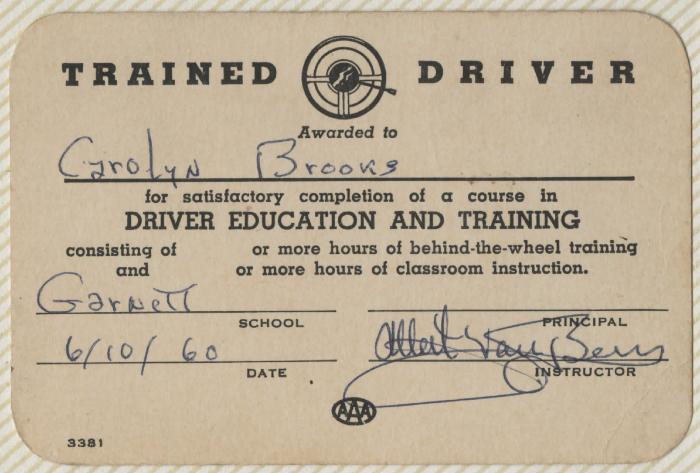 TRAINED DRIVER
Awarded to
Carolyn Brooks
for satisfactory completion of a course in
DRIVER EDUCATION AND TRAINING
consisting of or more hours of behind-the-wheel training
and or more hours of classroom instruction.
Garnett
SCHOOL PRINCIPAL
6/10/60 Albert
DATE INSTRUCTOR
AAA
3381